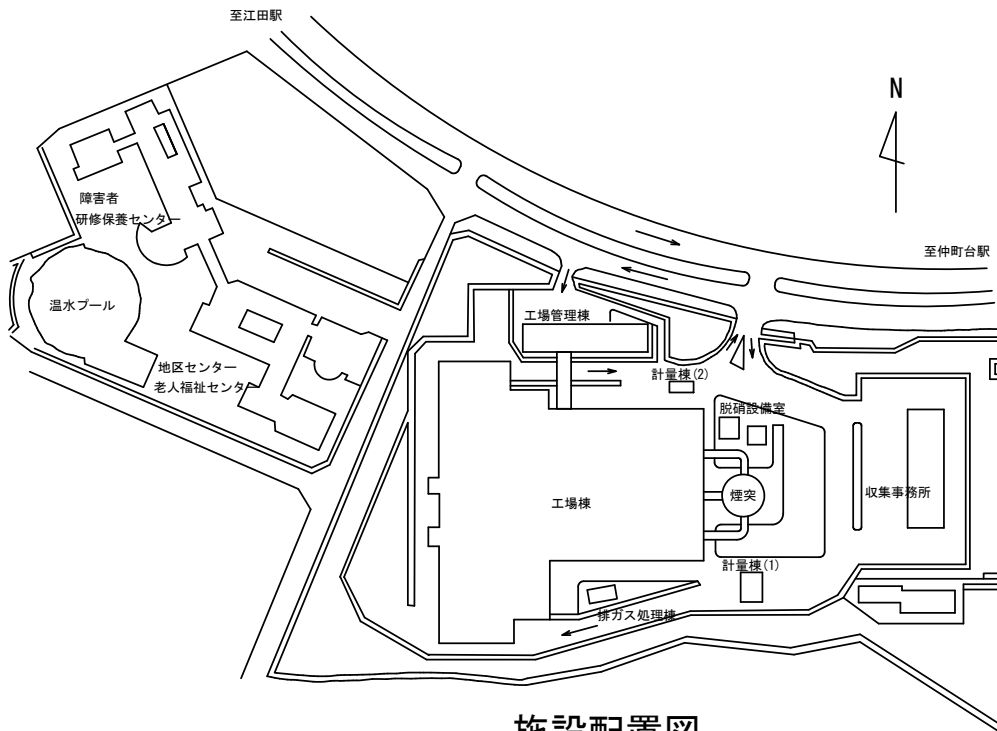 至江田駅
N
障害者
研修保養センター
至仲町台駅
温水プール
工場管理棟
地区センター
老人福祉センター
計量棟(2)
脱硝設備室
工場棟
煙突
収集事務所
計量棟(1)
排ガス処理棟
施設配置図